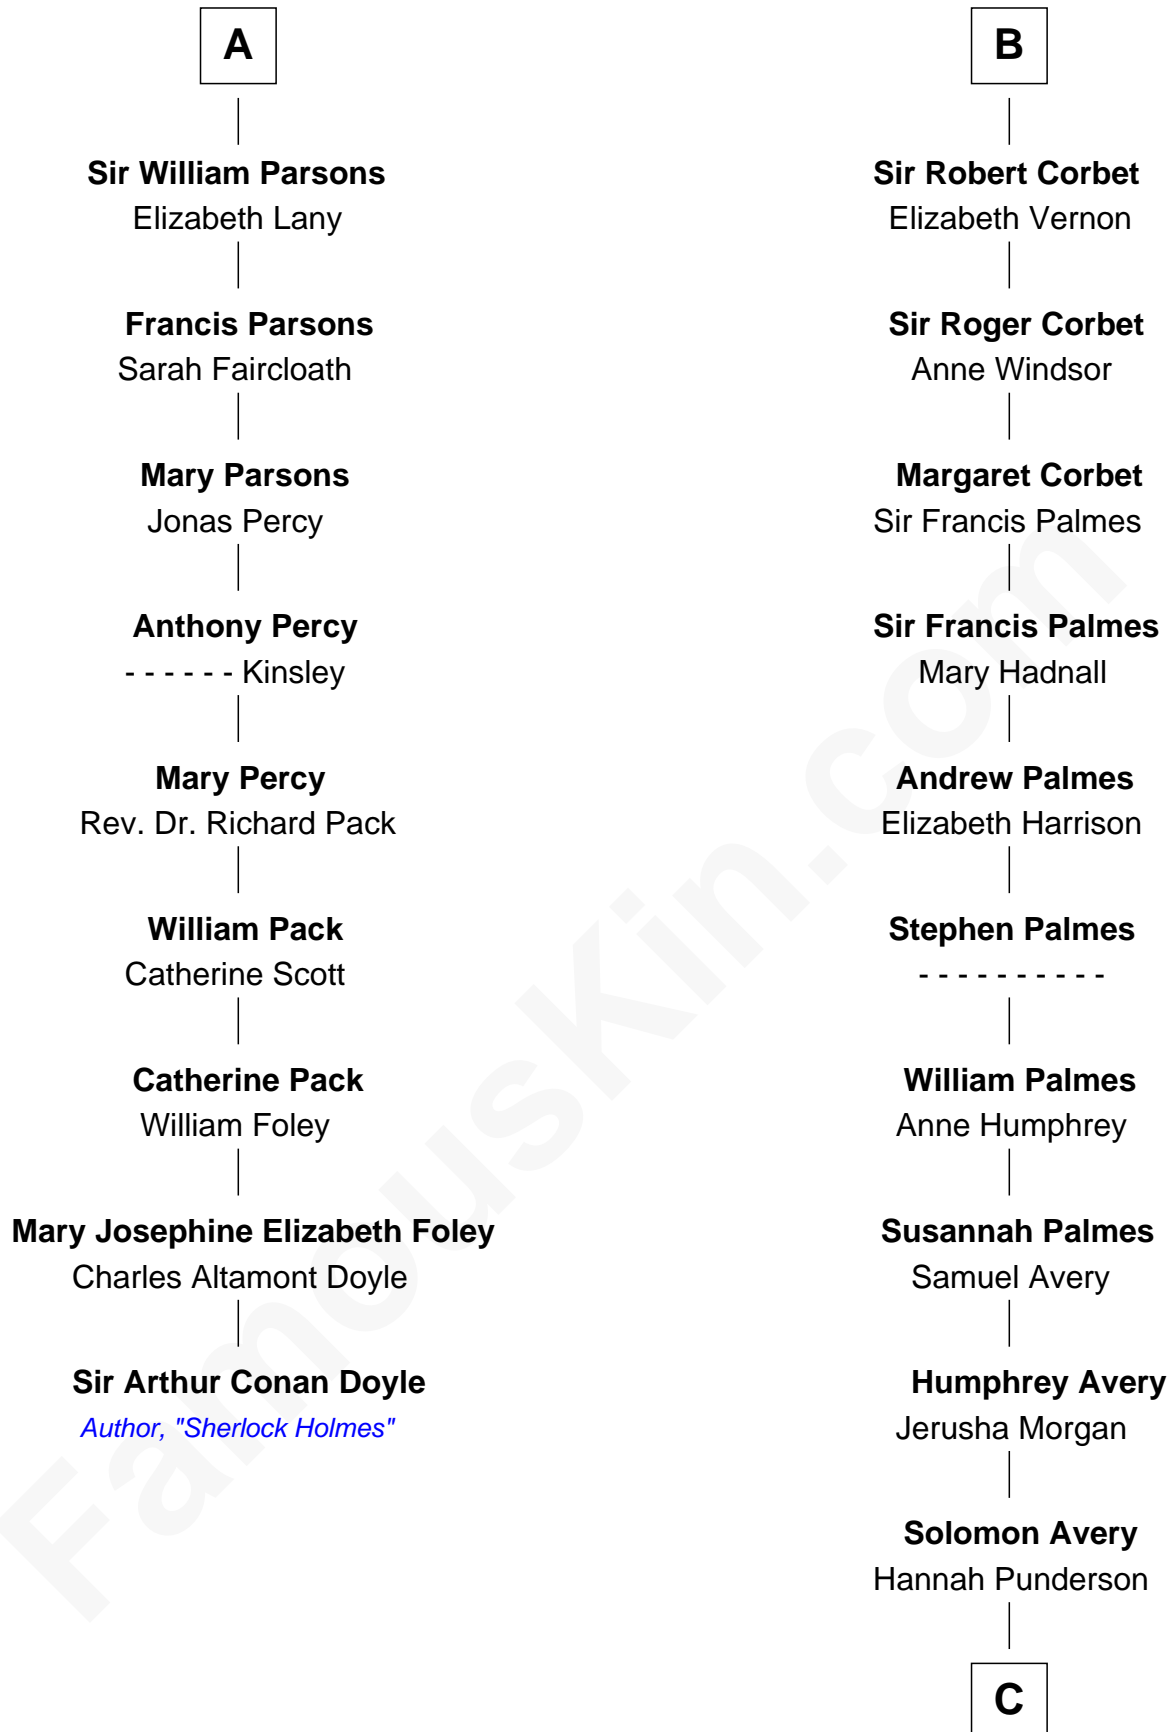 A
Sir William Parsons
Elizabeth Lany
Francis Parsons
Sarah Faircloath
Mary Parsons
Jonas Percy
Anthony Percy
- - - - - - Kinsley
Mary Percy
Rev. Dr. Richard Pack
William Pack
Catherine Scott
Catherine Pack
William Foley
Mary Josephine Elizabeth Foley
Charles Altamont Doyle
Sir Arthur Conan Doyle
Author, "Sherlock Holmes"
B
Sir Robert Corbet
Elizabeth Vernon
Sir Roger Corbet
Anne Windsor
Margaret Corbet
Sir Francis Palmes
Sir Francis Palmes
Mary Hadnall
Andrew Palmes
Elizabeth Harrison
Stephen Palmes
- - - - - - - - - -
William Palmes
Anne Humphrey
Susannah Palmes
Samuel Avery
Humphrey Avery
Jerusha Morgan
Solomon Avery
Hannah Punderson
C
FamousKin.com